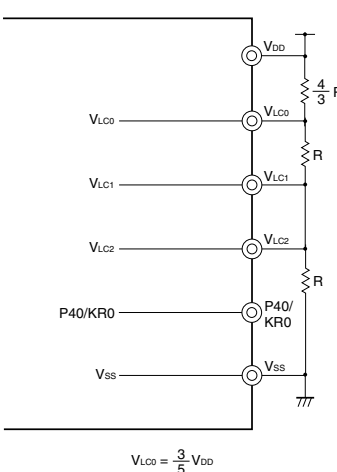 VDD
4/3 R
VLC0 VLC0
R
VLC1 VLC1
VLC2 VLC2
R
P40/KR0 P40/
KR0
VSS VSS
VLC0 = 3/5 VDD